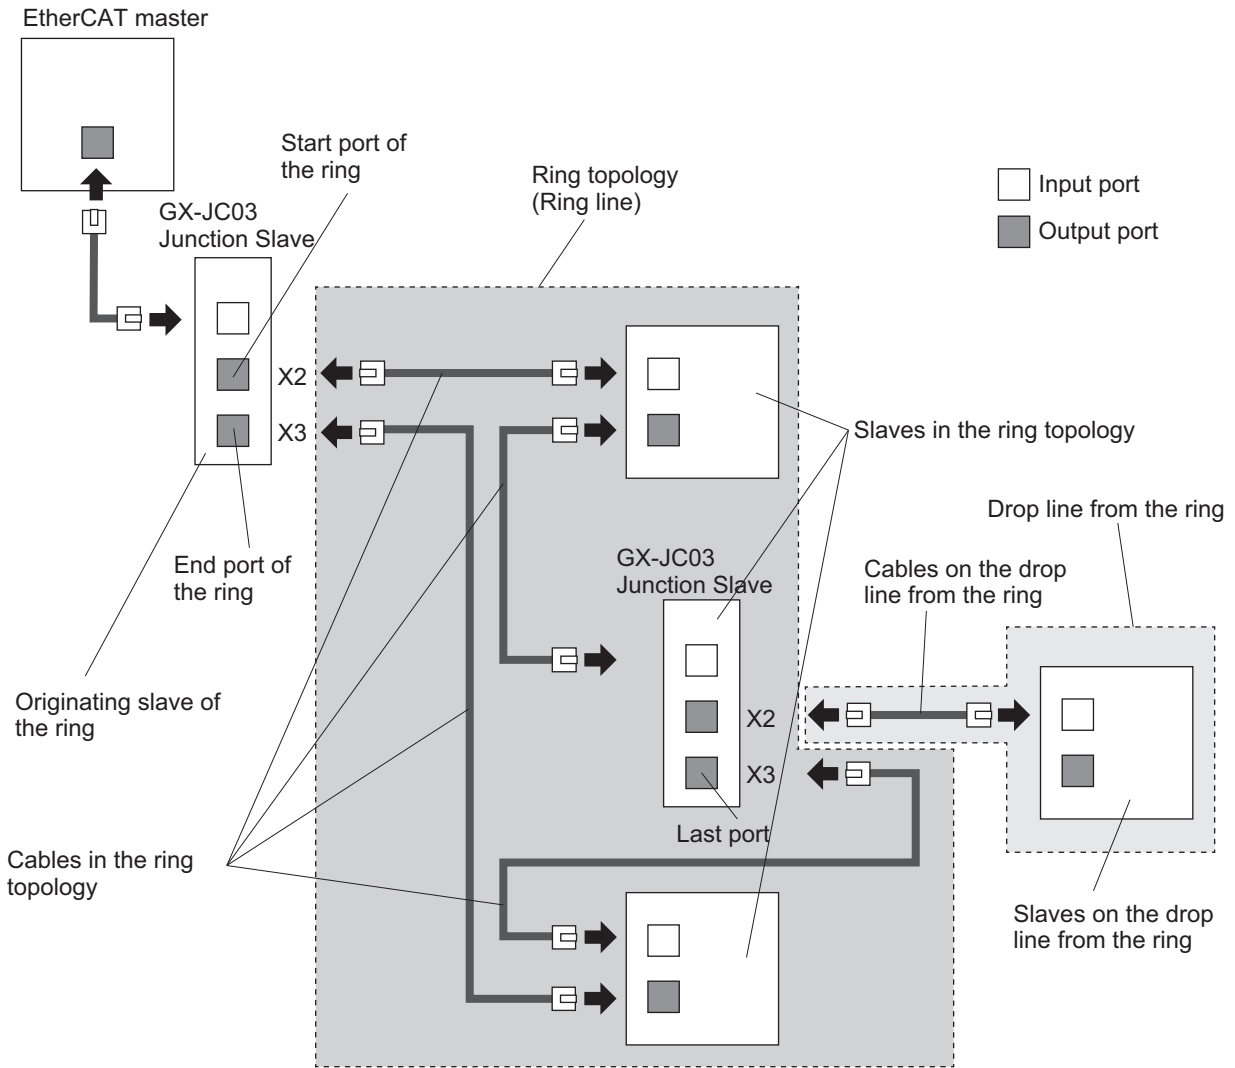 EtherCAT master
Start port of
the ring
Ring topology
(Ring line)
Input port
Output port
GX-JC03
Junction Slave
X2
X3
Slaves in the ring topology
Drop line from the ring
End port of
the ring
GX-JC03
Junction Slave
Cables on the drop
line from the ring
Originating slave of
the ring
X2
X3
Last port
Cables in the ring
topology
Slaves on the drop
line from the ring